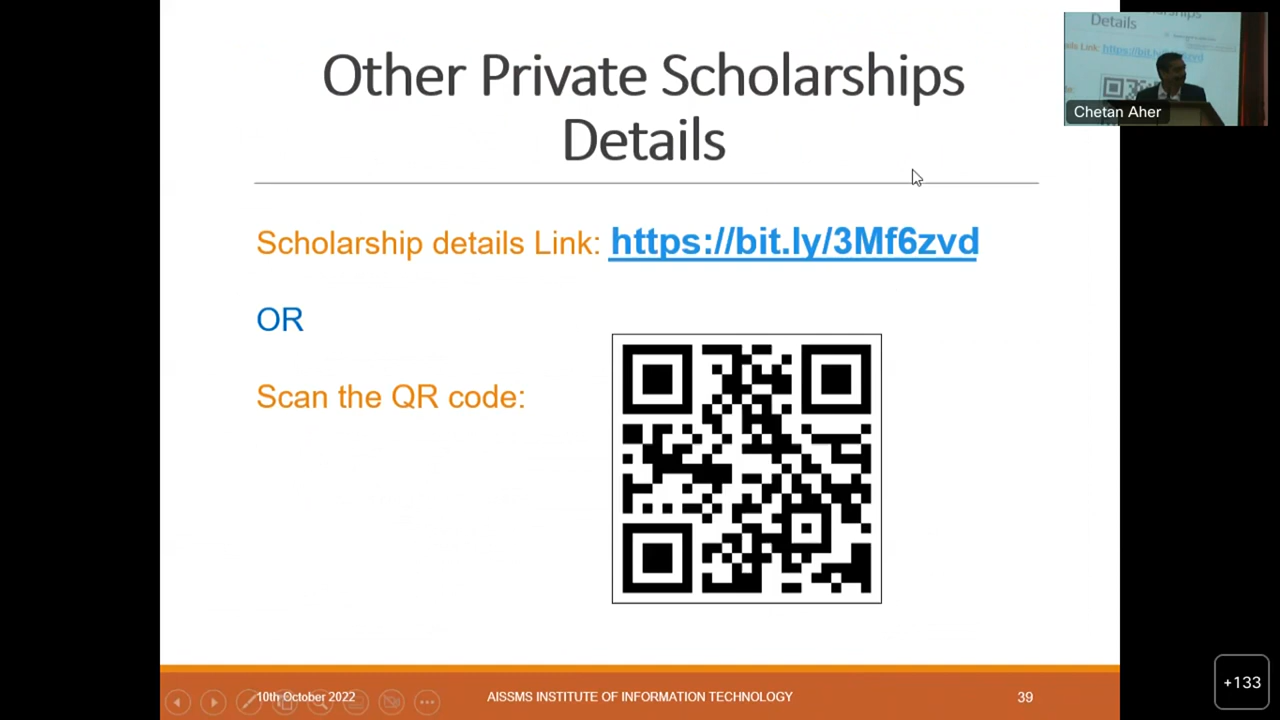 Other Private Scholarships
Details
Scholarship details Link: https://bit.ly/3Mf6zvd
OR
Scan the QR code:
10th October 2022
AISSMS INSTITUTE OF INFORMATION TECHNOLOGY
39
Details
Chetan Aher
+133